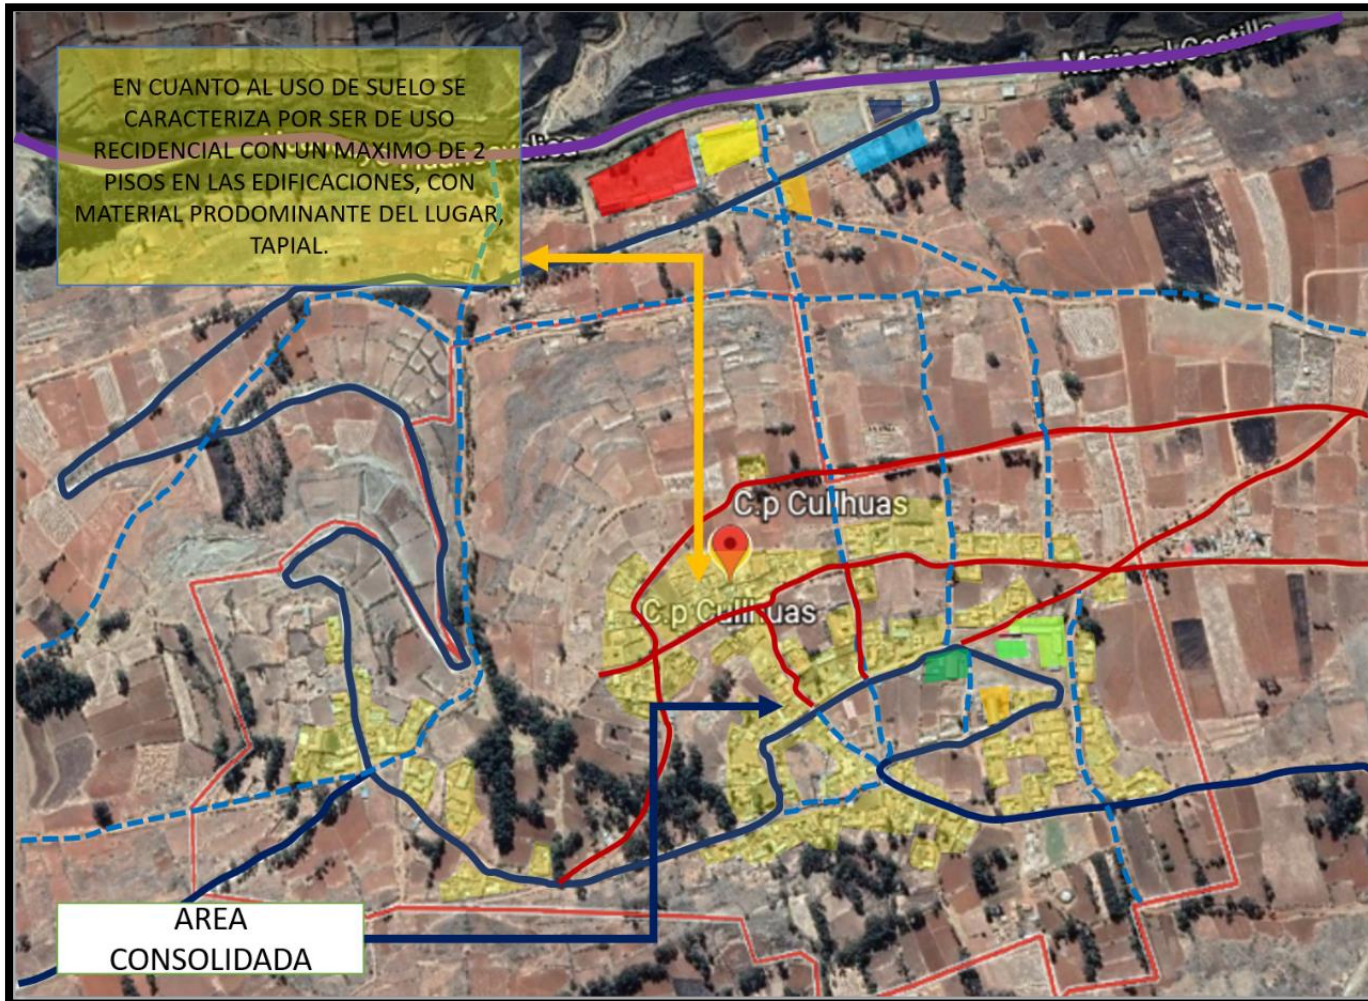 Mariscal Castilla
EN CUANTO AL USO DE SUELO SE
CARACTERIZA POR SER DE USO
RECIDENCIAL CON UN MAXIMO DE 2
PISOS EN LAS EDIFICACIONES, CON
MATERIAL PRODOMINANTE DEL LUGAR,
TAPIAL.
C.p Cullhuas
C.p Cullhuas
AREA
CONSOLIDADA